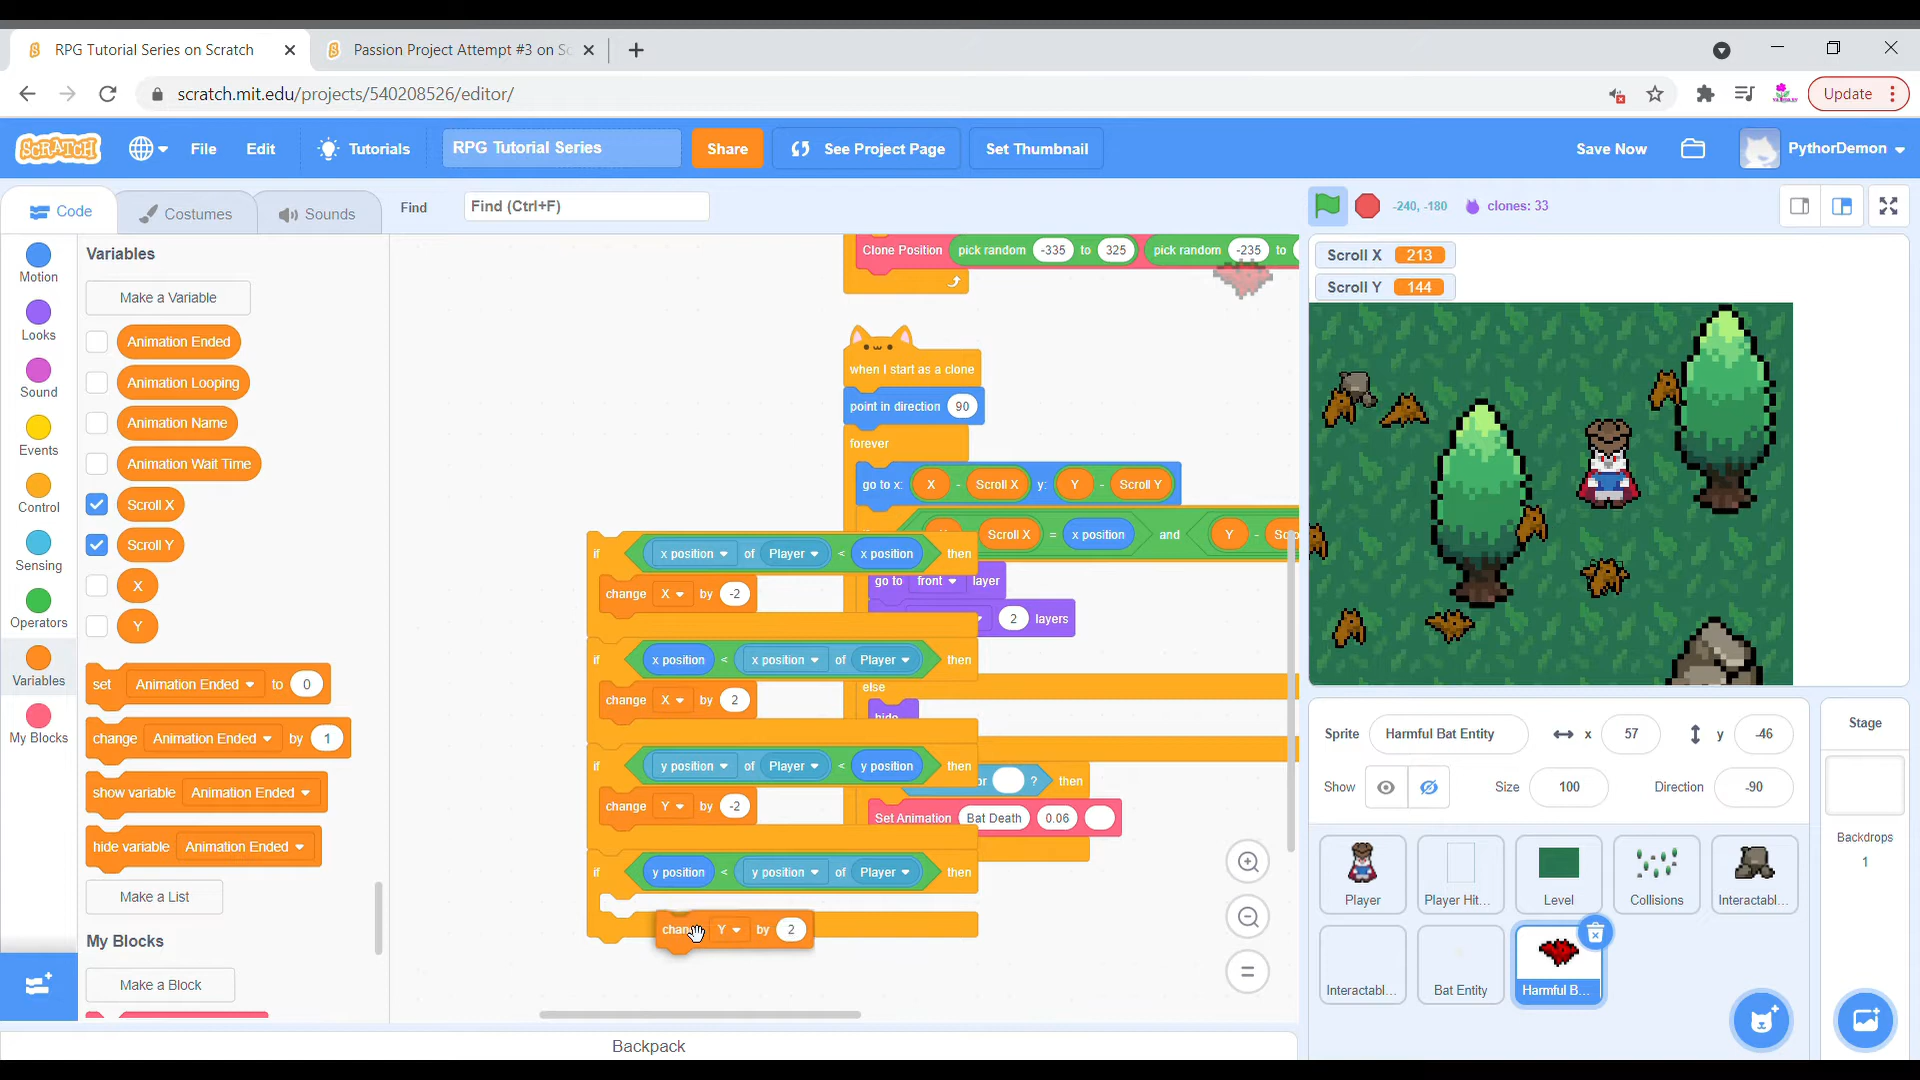 RPG Tutorial Series on Scratch
Passion Project Attempt #3 on Sc
scratch.mit.edu/projects/540208526/editor/
Update
SCRATCH
File
Edit
Tutorials
RPG Tutorial Series
Share
See Project Page
Set Thumbnail
Save Now
PythorDemon
Code
Costumes
Sounds
Find
Find (Ctrl+F)
-240, -180
clones: 33
Motion
Looks
Sound
Events
Control
Sensing
Operators
Variables
My Blocks
Variables
Make a Variable
Animation Ended
Animation Looping
Animation Name
Animation Wait Time
Scroll X
Scroll Y
X
Y
set Animation Ended to 0
change Animation Ended by 1
show variable Animation Ended
hide variable Animation Ended
Make a List
My Blocks
Make a Block
Clone Position pick random -335 to 325 pick random -235 to
when I start as a clone
point in direction 90
forever
go to x: X - Scroll X y: Y - Scroll Y
Scroll X = x position and Y -
go to front layer
2 layers
else
hide
or ? then
Set Animation Bat Death 0.06
if x position of Player < x position then
change X by -2
if x position < x position of Player then
change X by 2
if y position of Player < y position then
change Y by -2
if y position < y position of Player then
change Y by 2
Backpack
Scroll X 213
Scroll Y 144
Sprite Harmful Bat Entity x 57 y -46
Show Size 100 Direction -90
Player
Player Hit...
Level
Collisions
Interactabl...
Interactabl...
Bat Entity
Harmful B...
Stage
Backdrops
1